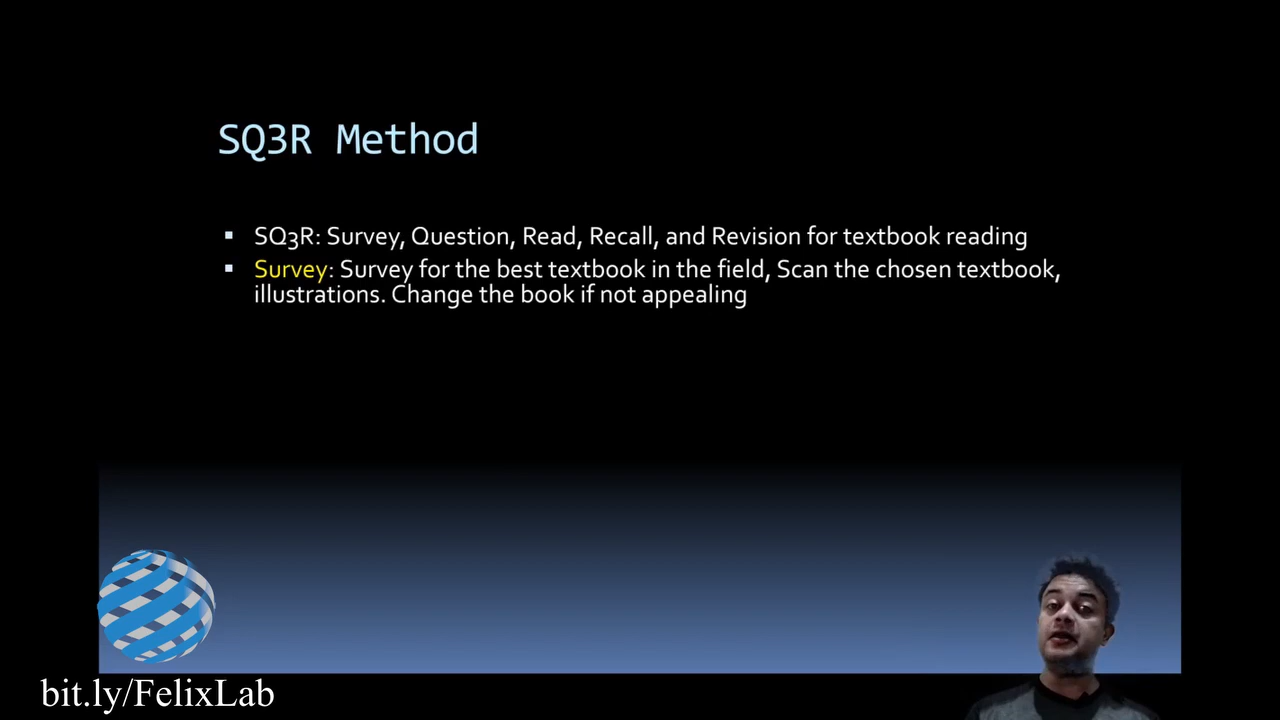 SQ3R Method
▪ SQ3R: Survey, Question, Read, Recall, and Revision for textbook reading
▪ Survey: Survey for the best textbook in the field, Scan the chosen textbook,
illustrations. Change the book if not appealing
bit.ly/FelixLab